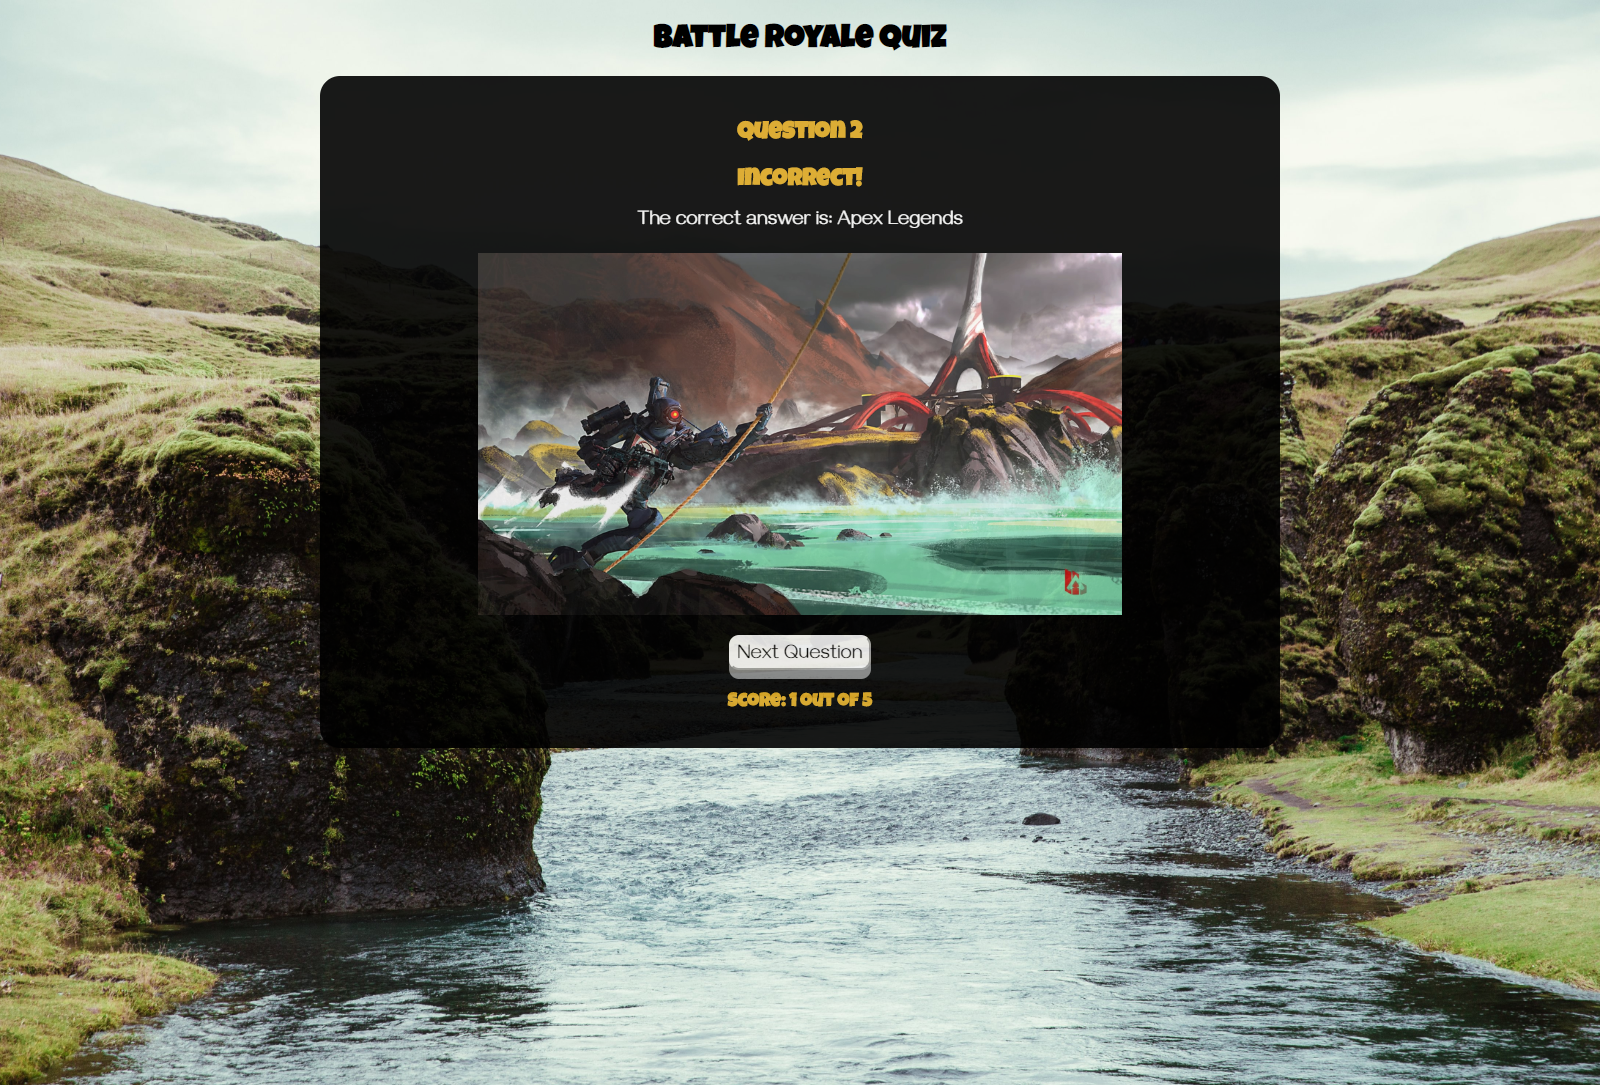 Battle Royale Quiz
Question 2
Incorrect!
The correct answer is: Apex Legends
Next Question
Score: 1 out of 5